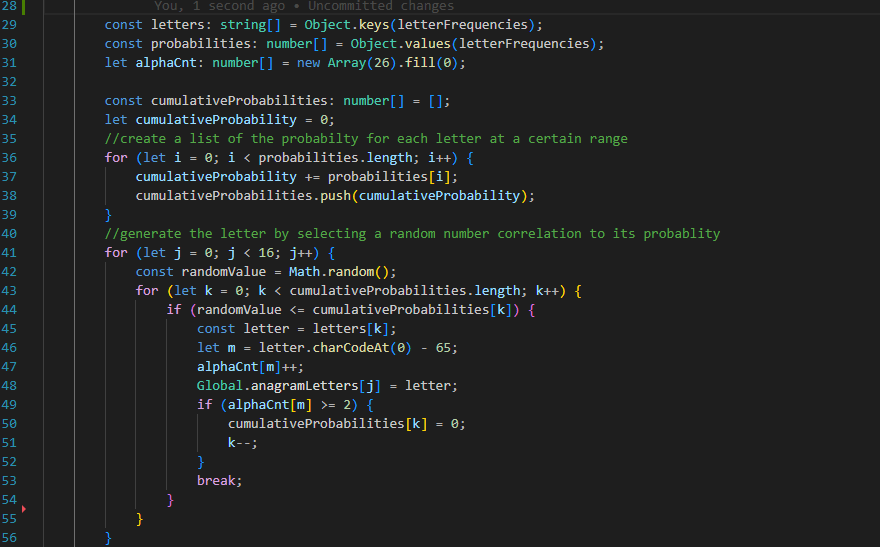 28 You, 1 second ago • Uncommitted changes
29 const letters: string[] = Object.keys(letterFrequencies);
30 const probabilities: number[] = Object.values(letterFrequencies);
31 let alphaCnt: number[] = new Array(26).fill(0);
32
33 const cumulativeProbabilities: number[] = [];
34 let cumulativeProbability = 0;
35 //create a list of the probabilty for each letter at a certain range
36 for (let i = 0; i < probabilities.length; i++) {
37 cumulativeProbability += probabilities[i];
38 cumulativeProbabilities.push(cumulativeProbability);
39 }
40 //generate the letter by selecting a random number correlation to its probablity
41 for (let j = 0; j < 16; j++) {
42 const randomValue = Math.random();
43 for (let k = 0; k < cumulativeProbabilities.length; k++) {
44 if (randomValue <= cumulativeProbabilities[k]) {
45 const letter = letters[k];
46 let m = letter.charCodeAt(0) - 65;
47 alphaCnt[m]++;
48 Global.anagramLetters[j] = letter;
49 if (alphaCnt[m] >= 2) {
50 cumulativeProbabilities[k] = 0;
51 k--;
52 }
53 break;
54 }
55 }
56 }